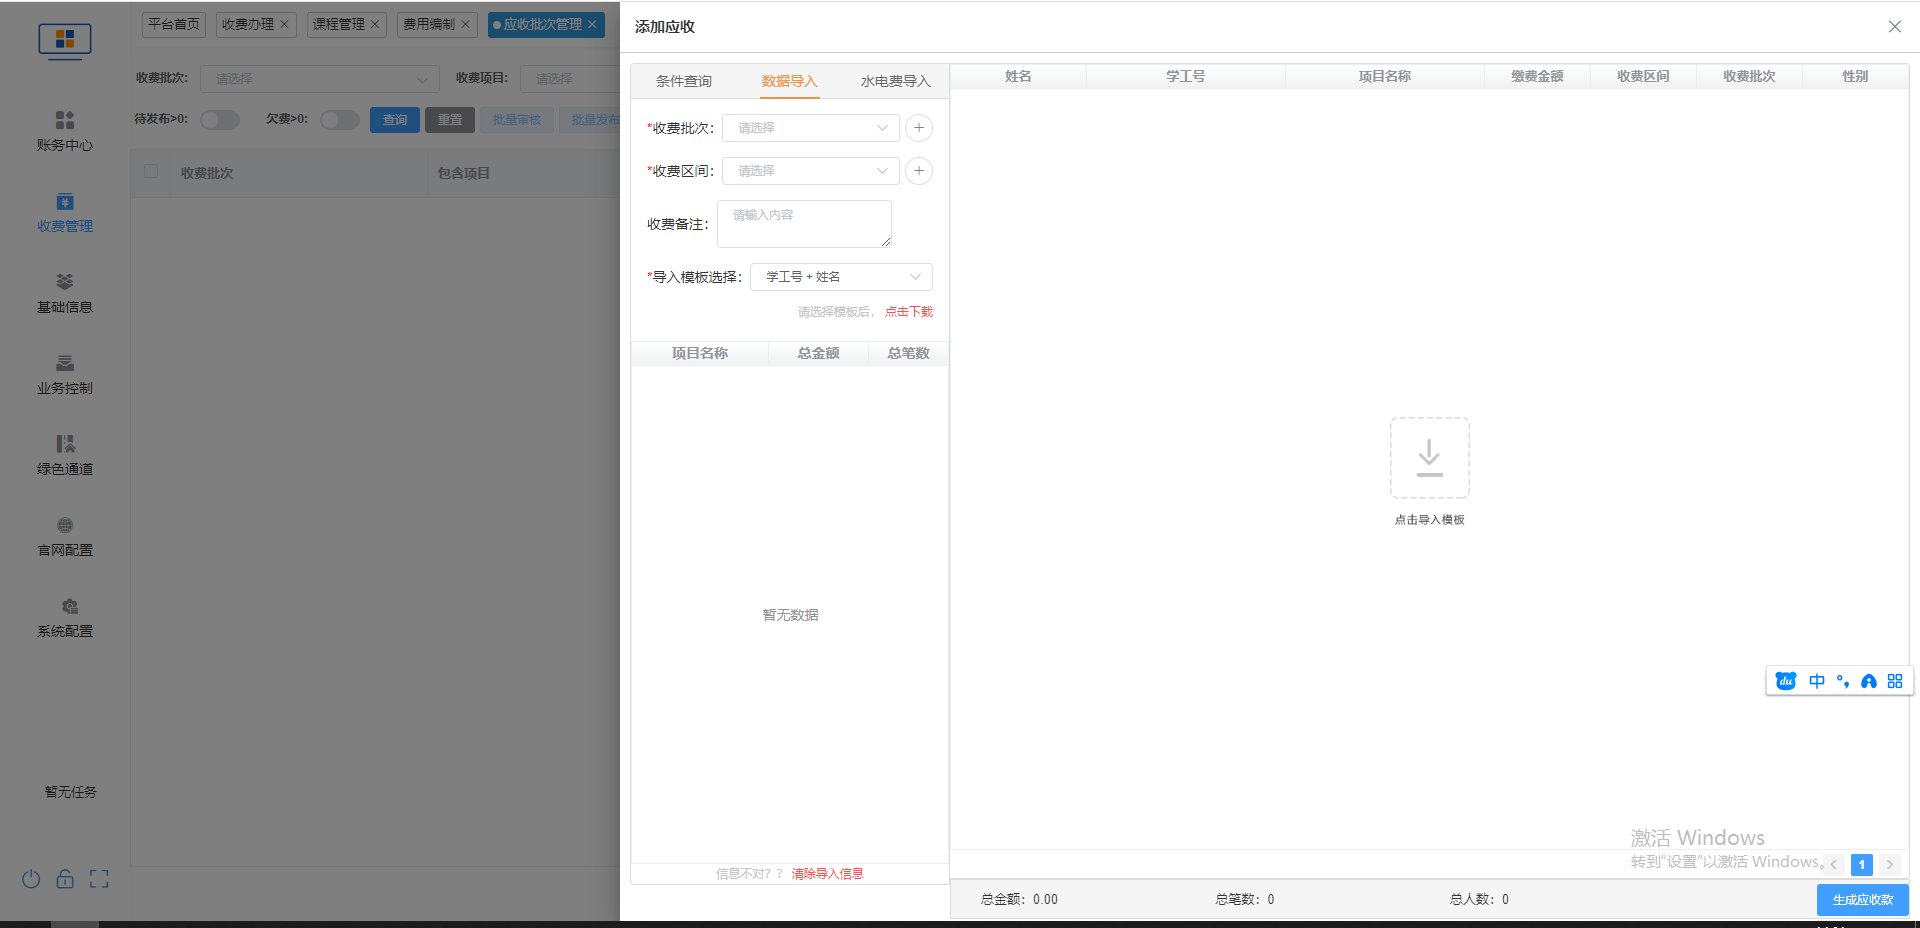 平台首页
收费办理
课程管理
费用编制
应收批次管理
添加应收
收费批次:
请选择
收费项目:
请选择
待发布>0:
欠费>0:
查询
重置
批量审核
批量发布
收费批次
包含项目
账务中心
收费管理
基础信息
业务控制
绿色通道
官网配置
系统配置
暂无任务
条件查询
数据导入
水电费导入
*收费批次：
请选择
*收费区间：
请选择
收费备注：
请输入内容
*导入模板选择：
学工号 + 姓名
请选择模板后，
点击下载
项目名称
总金额
总笔数
暂无数据
信息不对？？
清除导入信息
姓名
学工号
项目名称
缴费金额
收费区间
收费批次
性别
点击导入模板
du
中
激活 Windows
转到“设置”以激活 Windows。
1
总金额：0.00
总笔数：0
总人数：0
生成应收款